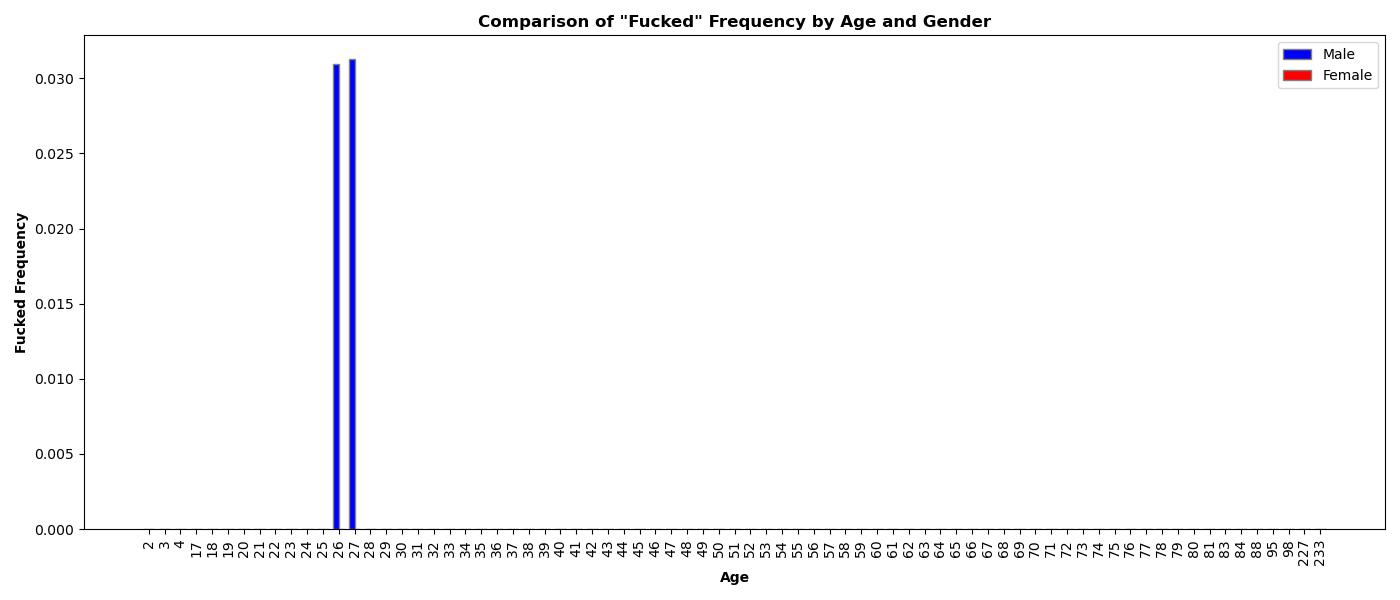 Comparison of "Fucked" Frequency by Age and Gender
Male
Female
Fucked Frequency
0.030
0.025
0.020
0.015
0.010
0.005
0.000
2 3 4 17 18 19 20 21 22 23 24 25 26 27 28 29 30 31 32 33 34 35 36 37 38 39 40 41 42 43 44 45 46 47 48 49 50 51 52 53 54 55 56 57 58 59 60 61 62 63 64 65 66 67 68 69 70 71 72 73 74 75 76 77 78 79 80 81 83 84 88 95 98 227 233
Age